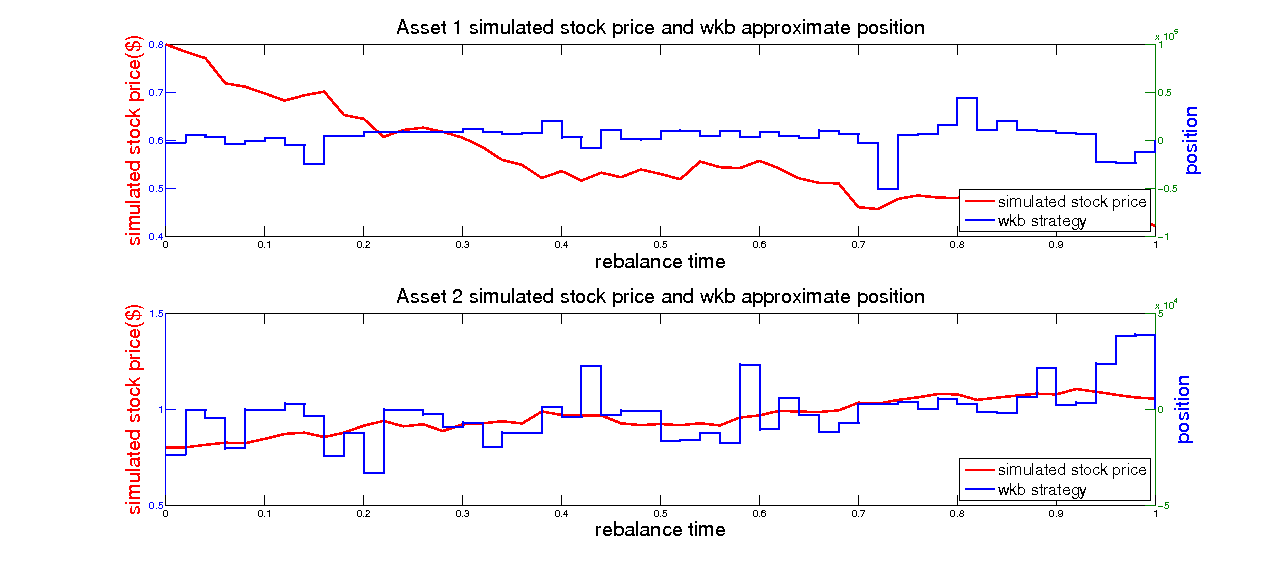 Asset 1 simulated stock price and wkb approximate position
x 10^5
simulated stock price($)
0.8
0.7
0.6
0.5
0.4
1
0.5
0
-0.5
-1
position
simulated stock price
wkb strategy
0 0.1 0.2 0.3 0.4 0.5 0.6 0.7 0.8 0.9 1
rebalance time
Asset 2 simulated stock price and wkb approximate position
x 10^4
simulated stock price($)
1.5
1
0.5
5
0
-5
position
simulated stock price
wkb strategy
0 0.1 0.2 0.3 0.4 0.5 0.6 0.7 0.8 0.9 1
rebalance time